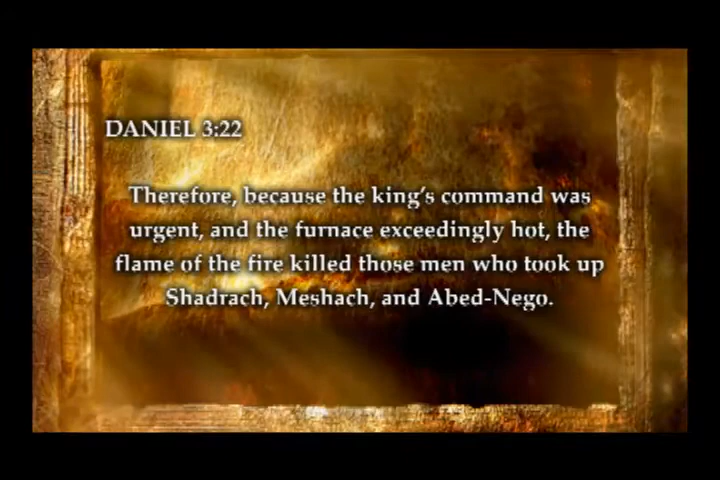 DANIEL 3:22
Therefore, because the king's command was
urgent, and the furnace exceedingly hot, the
flame of the fire killed those men who took up
Shadrach, Meshach, and Abed-Nego.